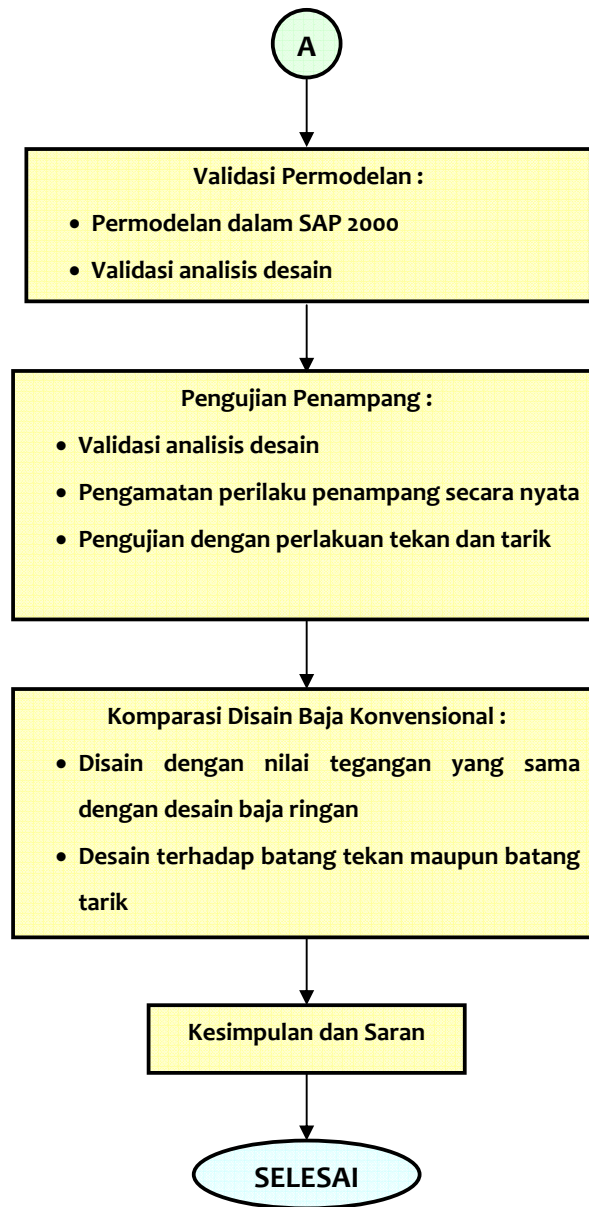 A
Validasi Permodelan :
• Permodelan dalam SAP 2000
• Validasi analisis desain
Pengujian Penampang :
• Validasi analisis desain
• Pengamatan perilaku penampang secara nyata
• Pengujian dengan perlakuan tekan dan tarik
Komparasi Disain Baja Konvensional :
• Disain dengan nilai tegangan yang sama
dengan desain baja ringan
• Desain terhadap batang tekan maupun batang
tarik
Kesimpulan dan Saran
SELESAI